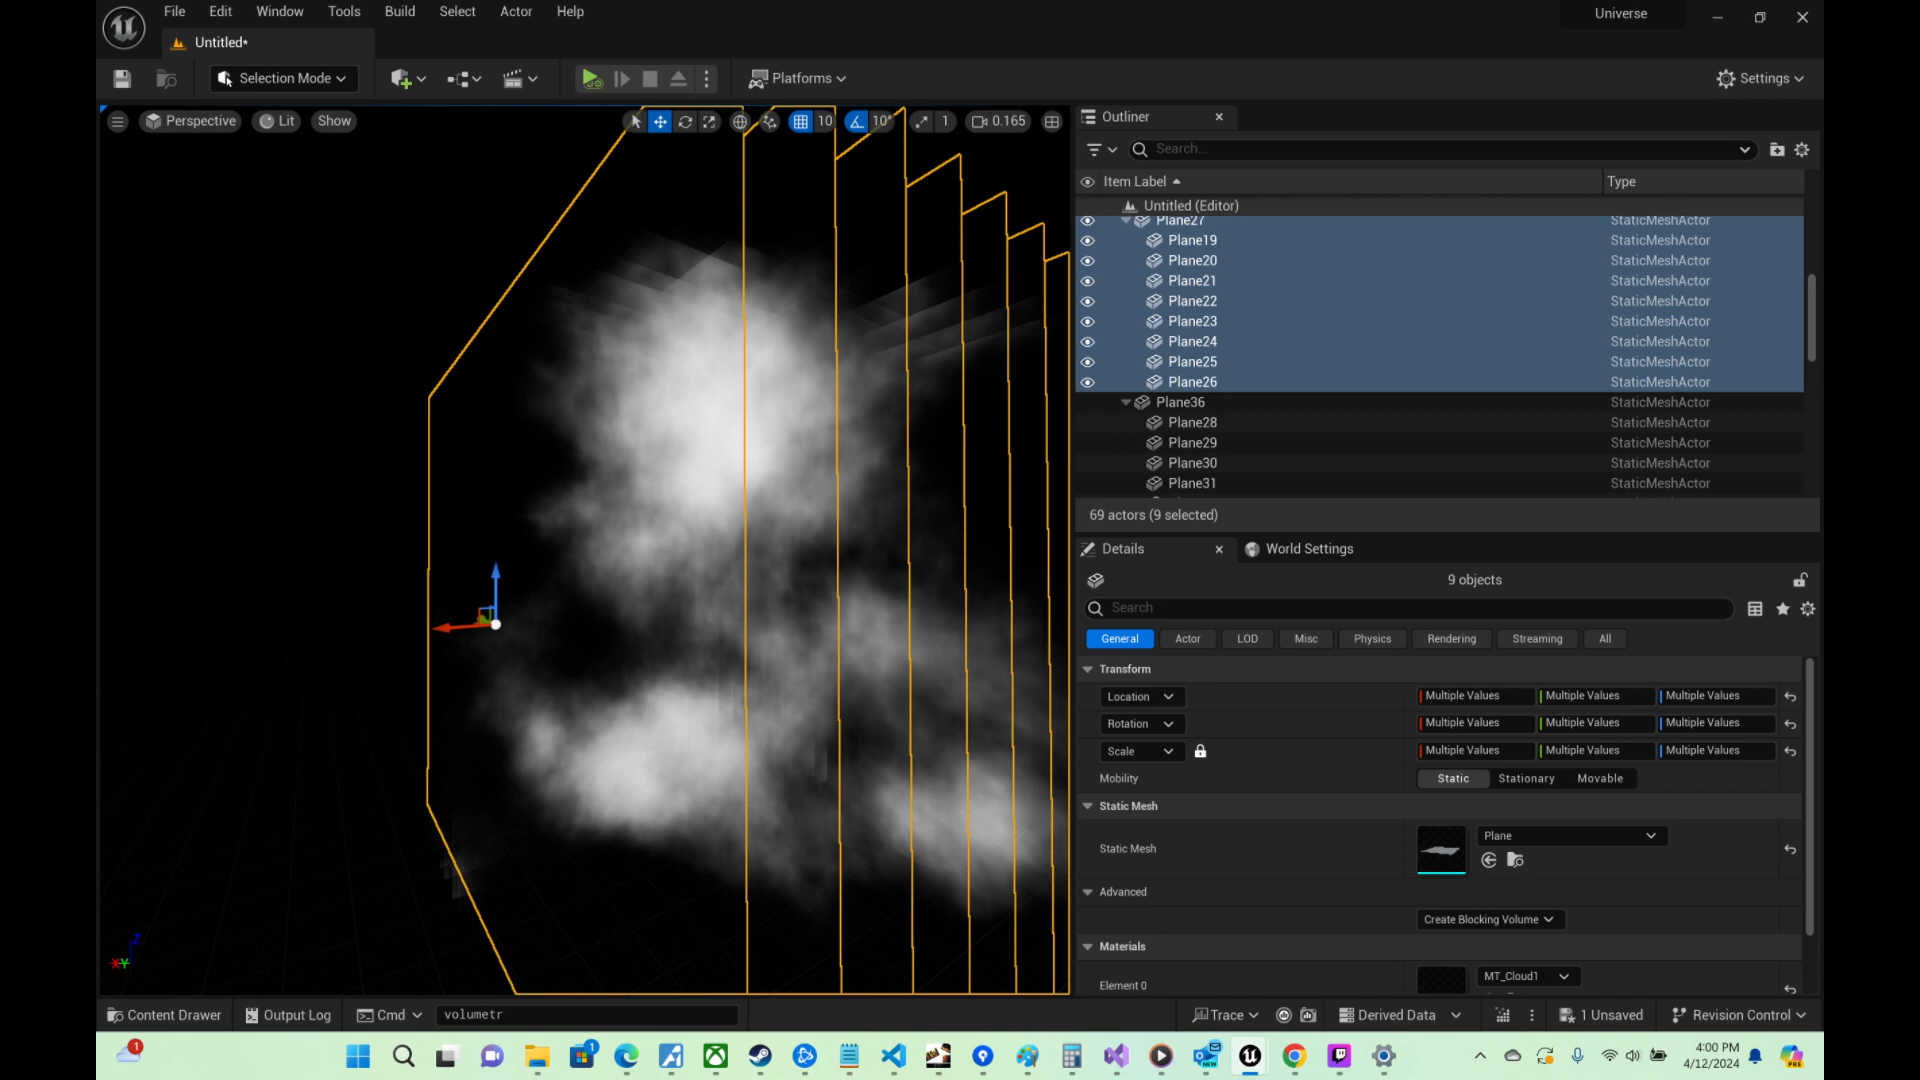 File Edit Window Tools Build Select Actor Help
Universe
Untitled*
Selection Mode
Platforms
Settings
Perspective Lit Show
10 10° 1 0.165
Outliner
Search...
Item Label Type
Untitled (Editor)
Plane27 StaticMeshActor
Plane19 StaticMeshActor
Plane20 StaticMeshActor
Plane21 StaticMeshActor
Plane22 StaticMeshActor
Plane23 StaticMeshActor
Plane24 StaticMeshActor
Plane25 StaticMeshActor
Plane26 StaticMeshActor
Plane36 StaticMeshActor
Plane28 StaticMeshActor
Plane29 StaticMeshActor
Plane30 StaticMeshActor
Plane31 StaticMeshActor
69 actors (9 selected)
Details World Settings
9 objects
Search
General Actor LOD Misc Physics Rendering Streaming All
Transform
Location Multiple Values Multiple Values Multiple Values
Rotation Multiple Values Multiple Values Multiple Values
Scale Multiple Values Multiple Values Multiple Values
Mobility Static Stationary Movable
Static Mesh
Plane
Static Mesh
Advanced
Create Blocking Volume
Materials
MT_Cloud1
Element 0
Z
X Y
Content Drawer Output Log Cmd volumetr Trace Derived Data 1 Unsaved Revision Control
1
1
NEW
4:00 PM
4/12/2024
PRE